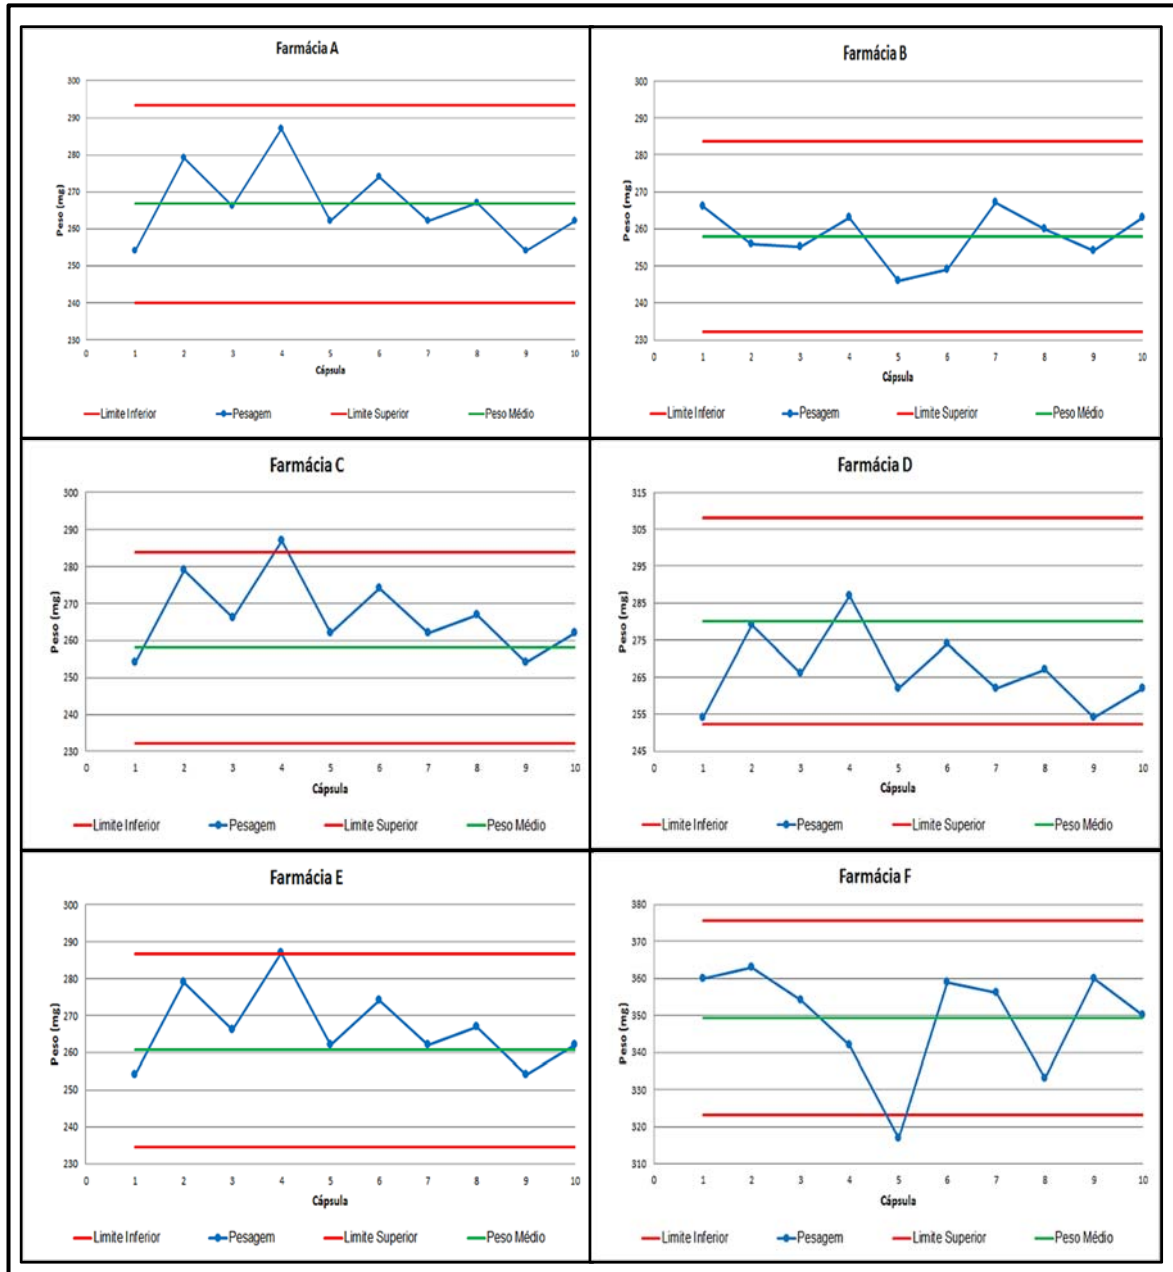 Farmácia A
Peso (mg)
300
290
280
270
260
250
240
230
0 1 2 3 4 5 6 7 8 9 10
Cápsula
Limite Inferior Pesagem Limite Superior Peso Médio
Farmácia B
Peso (mg)
300
290
280
270
260
250
240
230
0 1 2 3 4 5 6 7 8 9 10
Cápsula
Limite Inferior Pesagem Limite Superior Peso Médio
Farmácia C
Peso (mg)
300
290
280
270
260
250
240
230
0 1 2 3 4 5 6 7 8 9 10
Cápsula
Limite Inferior Pesagem Limite Superior Peso Médio
Farmácia D
Peso (mg)
315
305
295
285
275
265
255
245
0 1 2 3 4 5 6 7 8 9 10
Cápsula
Limite Inferior Pesagem Limite Superior Peso Médio
Farmácia E
Peso (mg)
300
290
280
270
260
250
240
230
0 1 2 3 4 5 6 7 8 9 10
Cápsula
Limite Inferior Pesagem Limite Superior Peso Médio
Farmácia F
Peso (mg)
380
370
360
350
340
330
320
310
0 1 2 3 4 5 6 7 8 9 10
Cápsula
Limite Inferior Pesagem Limite Superior Peso Médio